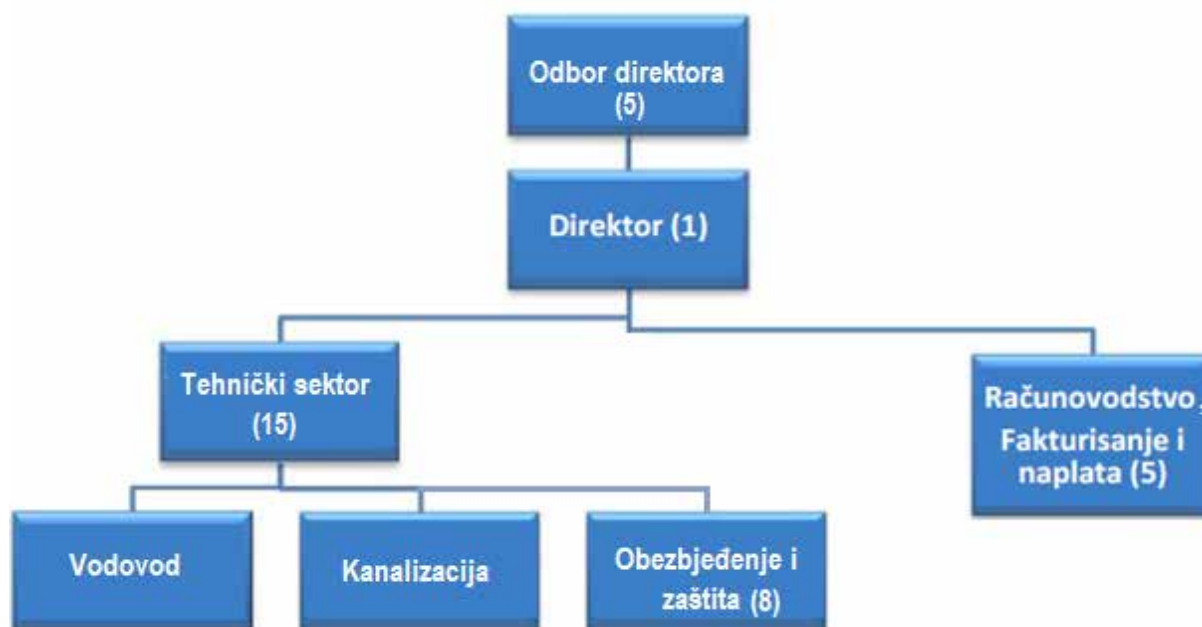 Odbor direktora
(5)
Direktor (1)
Tehnički sektor
(15)
Računovodstvo,
Fakturisanje i
naplata (5)
Vodovod
Kanalizacija
Obezbjeđenje i
zaštita (8)